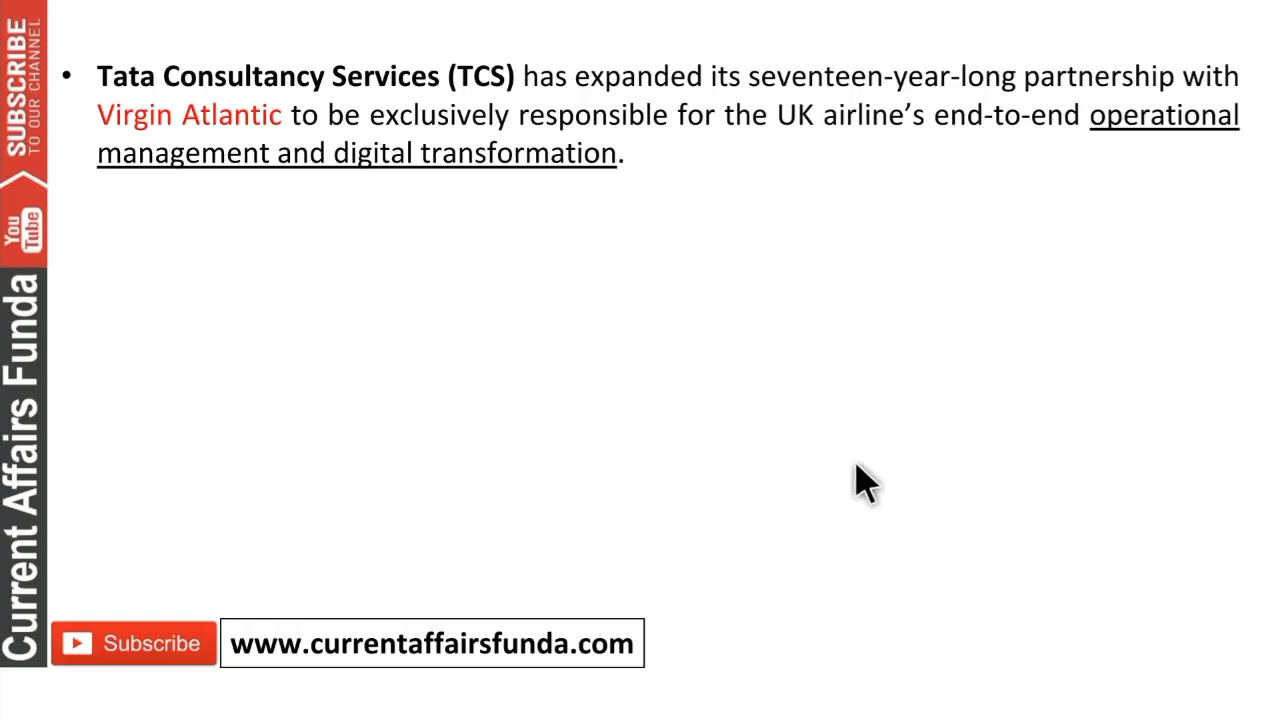 • Tata Consultancy Services (TCS) has expanded its seventeen-year-long partnership with
Virgin Atlantic to be exclusively responsible for the UK airline’s end-to-end operational
management and digital transformation.
SUBSCRIBE
TO OUR CHANNEL
You
Tube
Current Affairs Funda
Subscribe
www.currentaffairsfunda.com